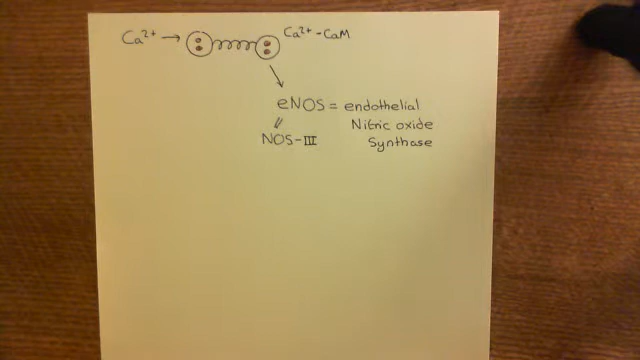 Ca²⁺ → Ca²⁺-CaM
eNOS = endothelial
Nitric oxide
NOS-III
Synthase